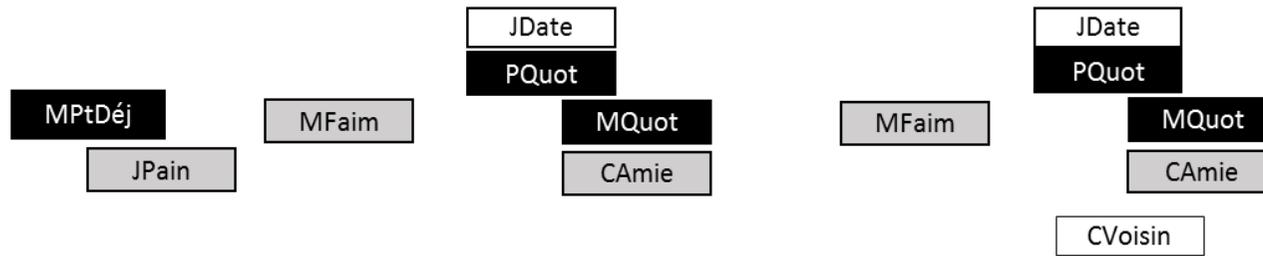 JDate JDate
PQuot PQuot
MPtDéj MFaim MQuot MFaim MQuot
JPain CAmie CAmie
CVoisin